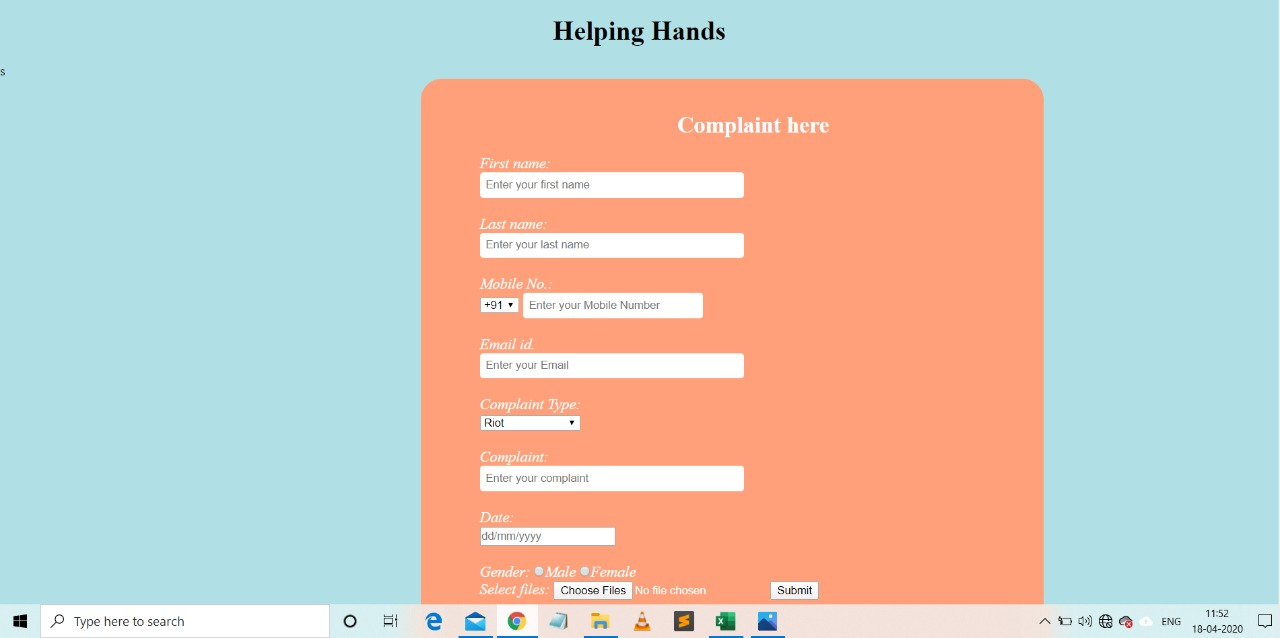 Helping Hands
s
Complaint here
First name:
Enter your first name
Last name:
Enter your last name
Mobile No.:
+91 Enter your Mobile Number
Email id.
Enter your Email
Complaint Type:
Riot
Complaint:
Enter your complaint
Date:
dd/mm/yyyy
Gender: Male Female
Select files: Choose Files No file chosen Submit
Type here to search
ENG
11:52
18-04-2020